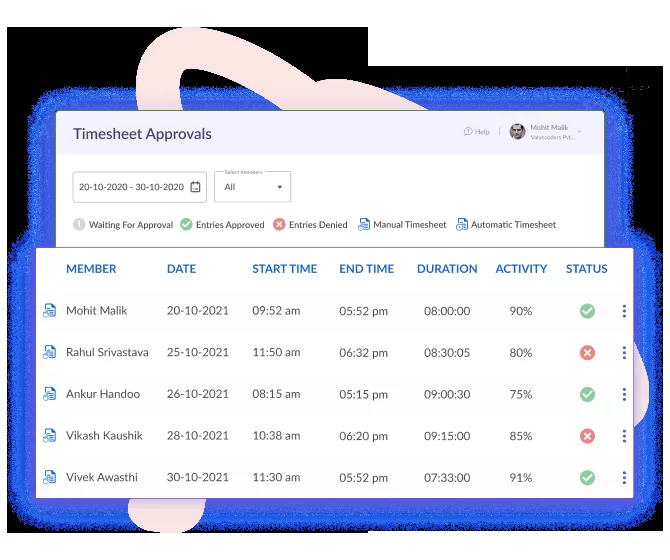 Timesheet Approvals
Help
Mohit Malik
Valuecoders Pvt...
Select members
20-10-2020 - 30-10-2020
All
Waiting For Approval Entries Approved Entries Denied Manual Timesheet Automatic Timesheet
MEMBER DATE START TIME END TIME DURATION ACTIVITY STATUS
Mohit Malik 20-10-2021 09:52 am 05:52 pm 08:00:00 90%
Rahul Srivastava 25-10-2021 11:50 am 06:32 pm 08:30:05 80%
Ankur Handoo 26-10-2021 08:15 am 05:15 pm 09:00:30 75%
Vikash Kaushik 28-10-2021 10:38 am 06:20 pm 09:15:00 85%
Vivek Awasthi 30-10-2021 11:30 am 05:52 pm 07:33:00 91%